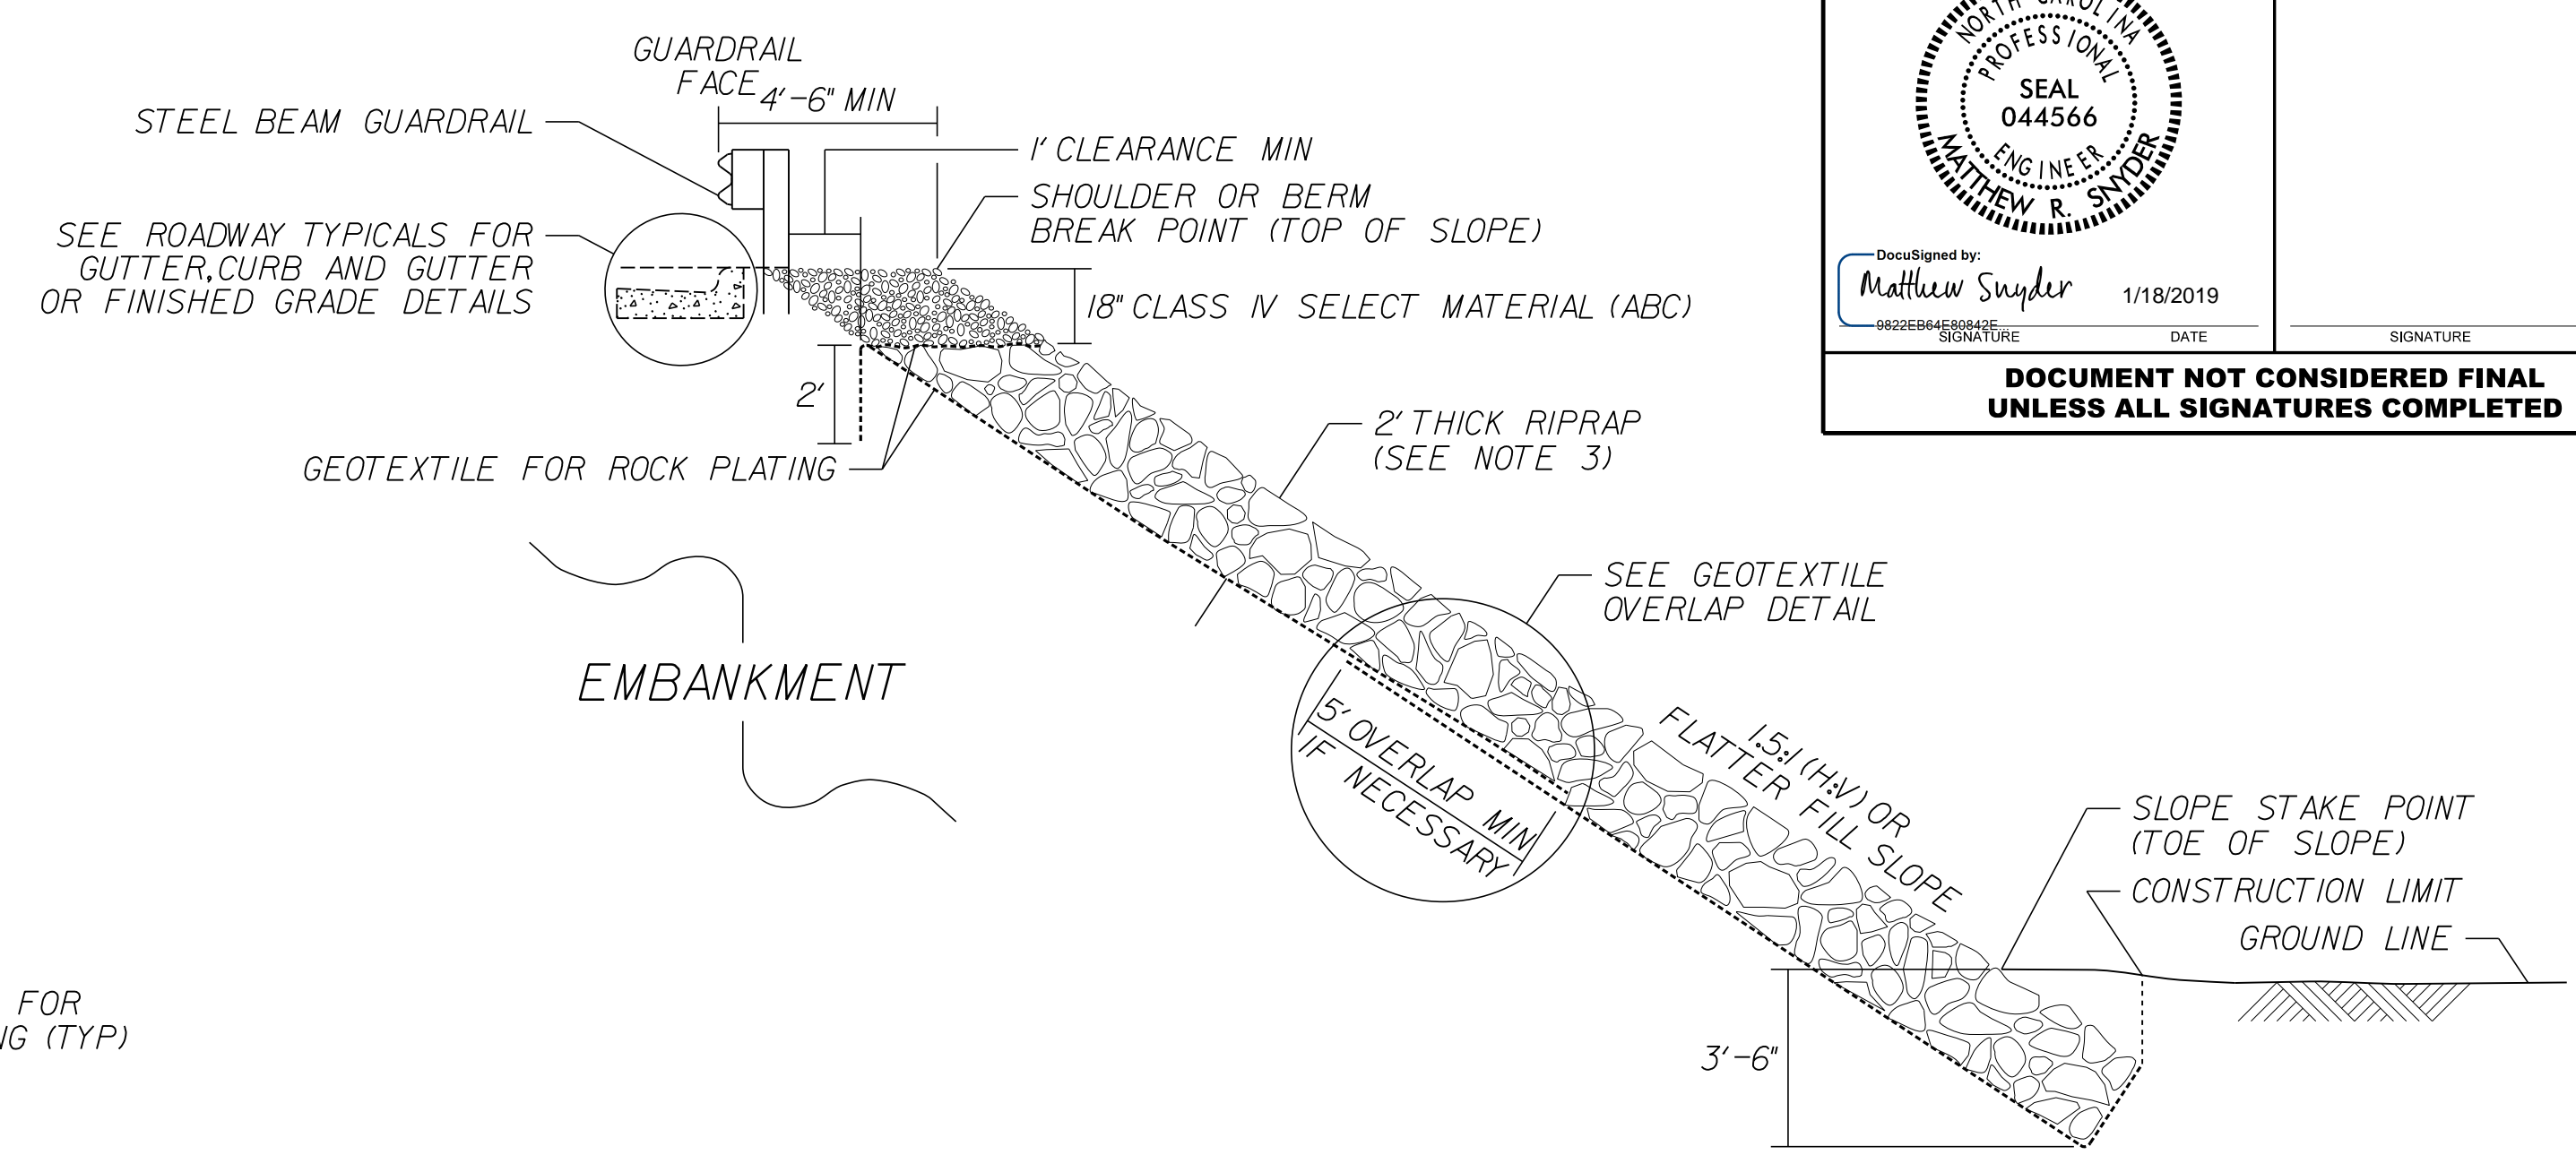 GUARDRAIL
FACE
4'-6" MIN
STEEL BEAM GUARDRAIL
1' CLEARANCE MIN
SHOULDER OR BERM
BREAK POINT (TOP OF SLOPE)
SEE ROADWAY TYPICALS FOR
GUTTER, CURB AND GUTTER
OR FINISHED GRADE DETAILS
18" CLASS IV SELECT MATERIAL (ABC)
2'
GEOTEXTILE FOR ROCK PLATING
2' THICK RIPRAP
(SEE NOTE 3)
SEE GEOTEXTILE
OVERLAP DETAIL
EMBANKMENT
5' OVERLAP MIN
IF NECESSARY
1.5:1 (H:V) OR
FLATTER FILL SLOPE
SLOPE STAKE POINT
(TOE OF SLOPE)
CONSTRUCTION LIMIT
GROUND LINE
3'-6"
FOR
NG (TYP)
NORTH CAROLINA
PROFESSIONAL
SEAL
044566
ENGINEER
MATTHEW R. SNYDER
DocuSigned by:
Matthew Snyder
1/18/2019
9822EB64E80842E...
SIGNATURE
DATE
SIGNATURE
DOCUMENT NOT CONSIDERED FINAL
UNLESS ALL SIGNATURES COMPLETED